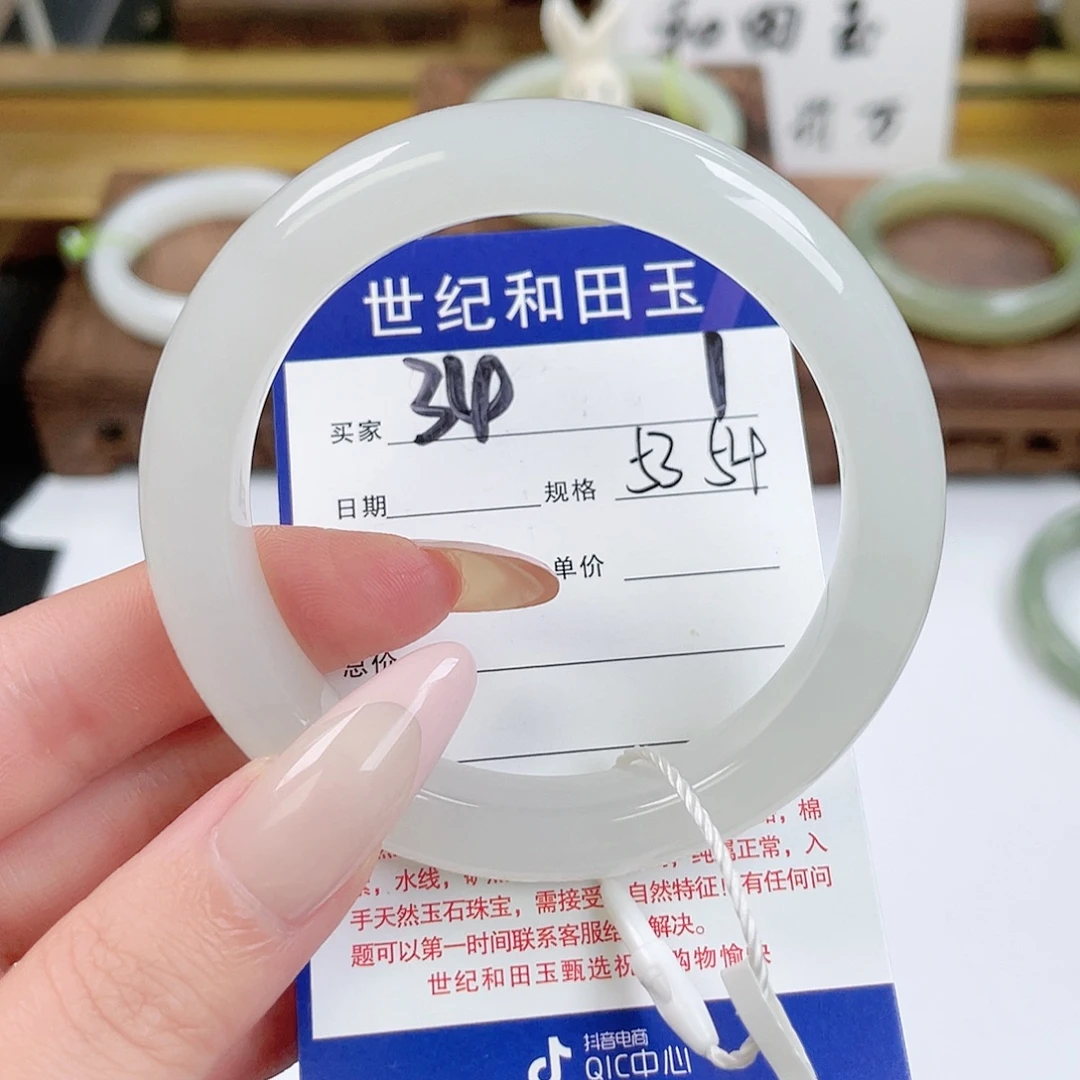 和田玉
世纪和田玉
买家 340 1
日期 规格 53 54
单价
总价
棉
水线,
纯属正常,入
手天然玉石珠宝,需接受 自然特征!有任何问
题可以第一时间联系客服给 解决。
世纪和田玉甄选祝 购物愉快
抖音电商
QIC中心